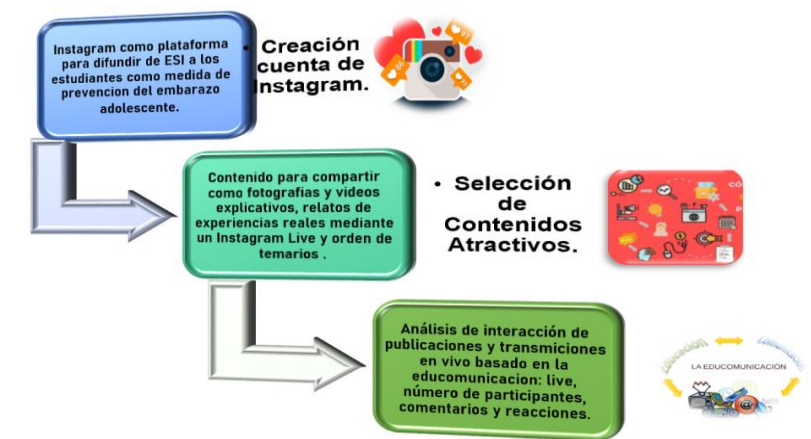 Instagram como plataforma
para difundir de ESI a los
estudiantes como medida de
prevencion del embarazo
adolescente.
• Creación
cuenta de
Instagram.
Contenido para compartir
como fotografias y videos
explicativos, relatos de
experiencias reales mediante
un Instagram Live y orden de
temarios .
• Selección
de
Contenidos
Atractivos.
Análisis de interacción de
publicaciones y transmiciones
en vivo basado en la
educomunicacion: live,
número de participantes,
comentarios y reacciones.
Educación
LA EDUCOMUNICACIÓN